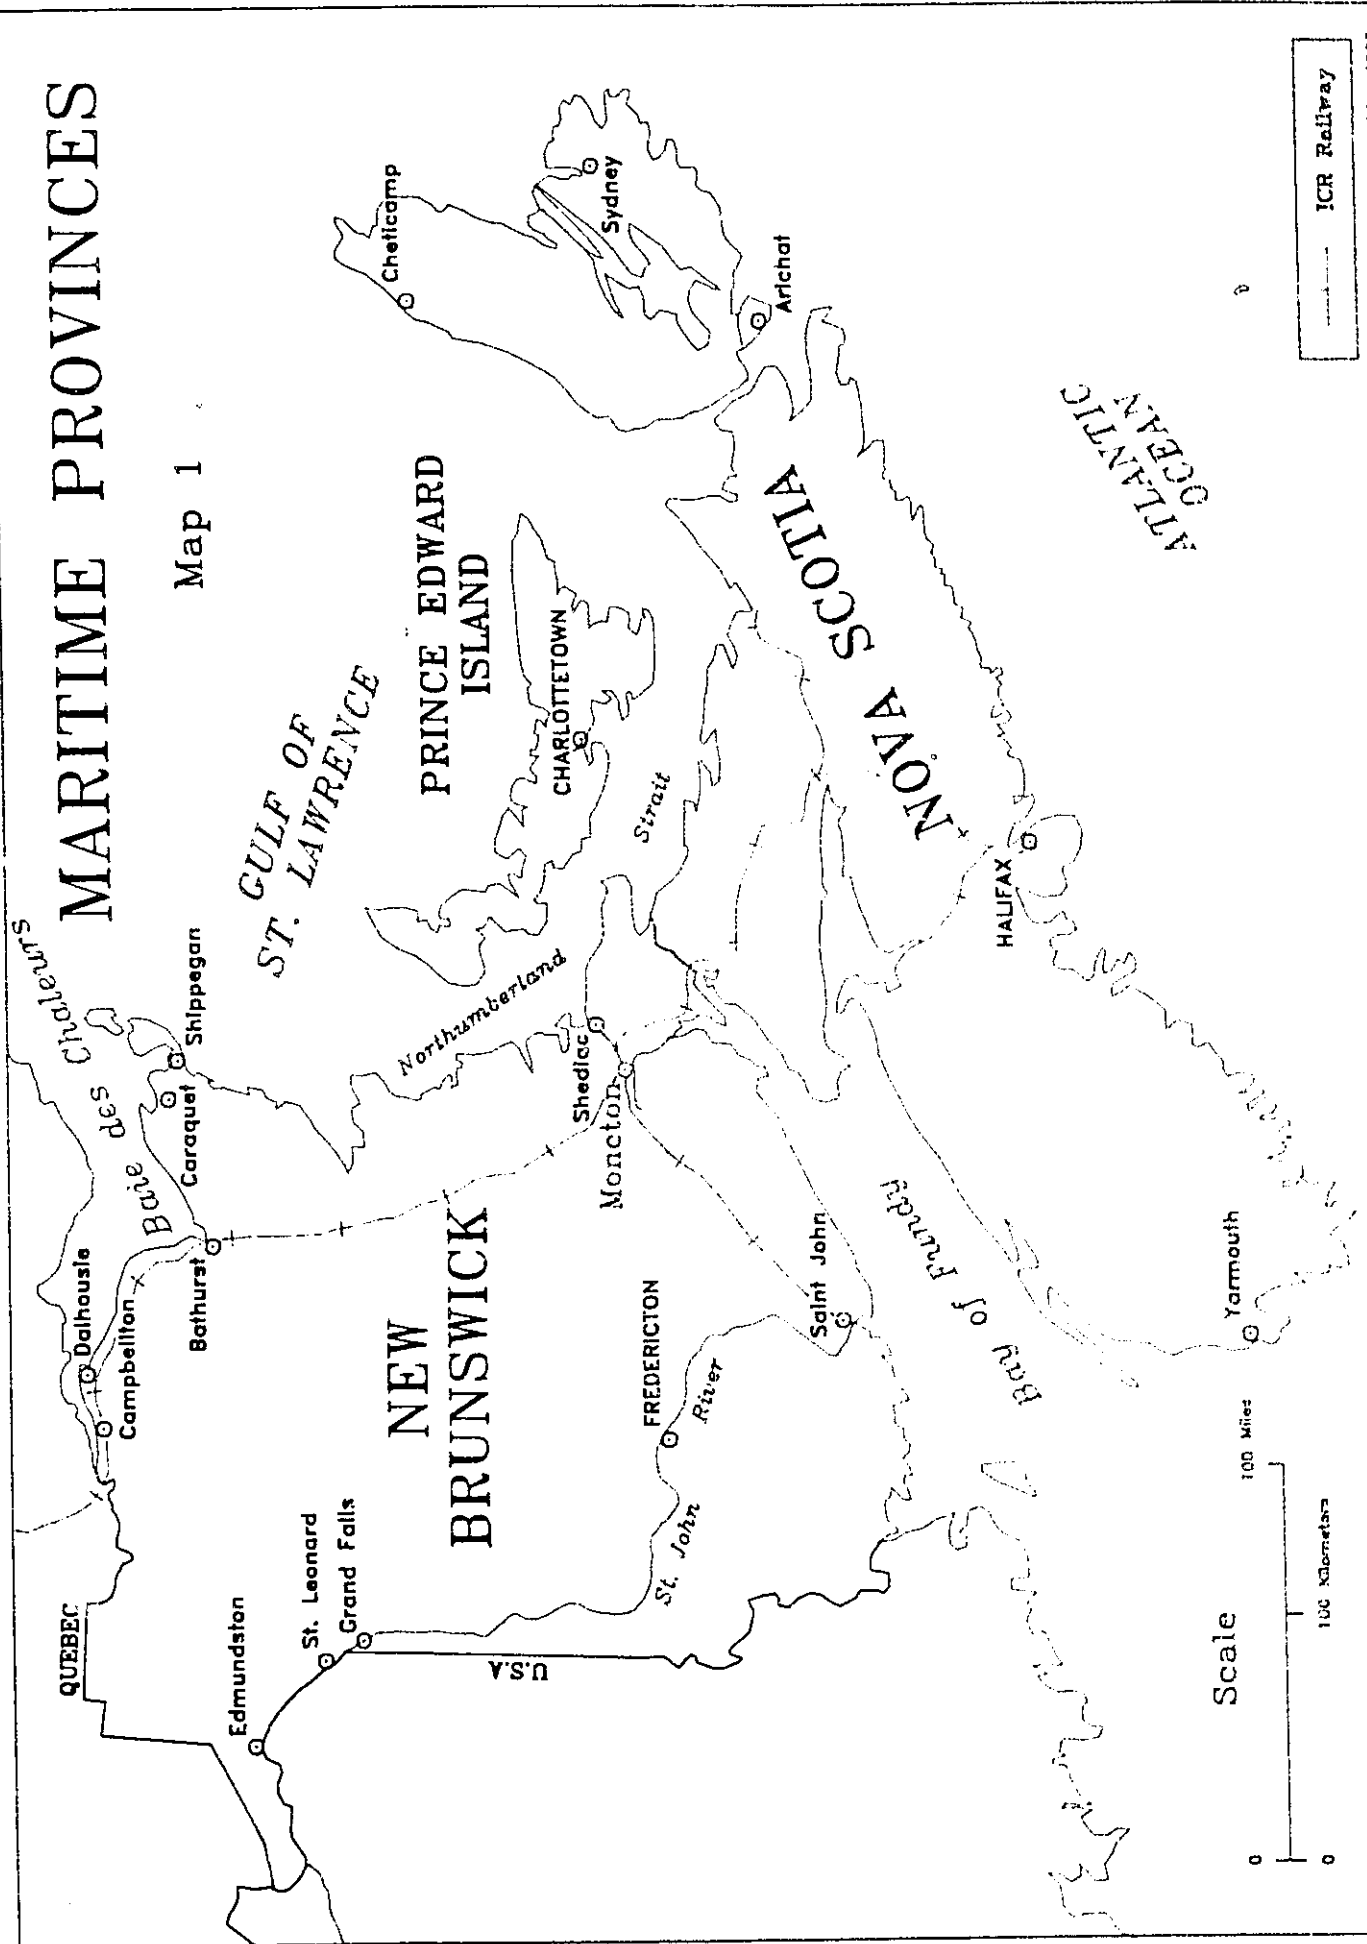 MARITIME PROVINCES
Map 1
Baie des Chaleurs
GULF OF
ST. LAWRENCE
PRINCE EDWARD
ISLAND
CHARLOTTETOWN
Cheticamp
Sydney
Arichat
QUEBEC
Dalhousie
Campbellton
Bathurst
Caraquet
Shippegan
Edmundston
St. Leonard
Grand Falls
U.S.A
NEW
BRUNSWICK
FREDERICTON
St. John River
Northumberland Strait
Shediac
Moncton
Saint John
Bay of Fundy
NOVA SCOTIA
HALIFAX
Yarmouth
ATLANTIC
OCEAN
Scale
0 100 Miles
0 100 Kilometers
ICR Railway